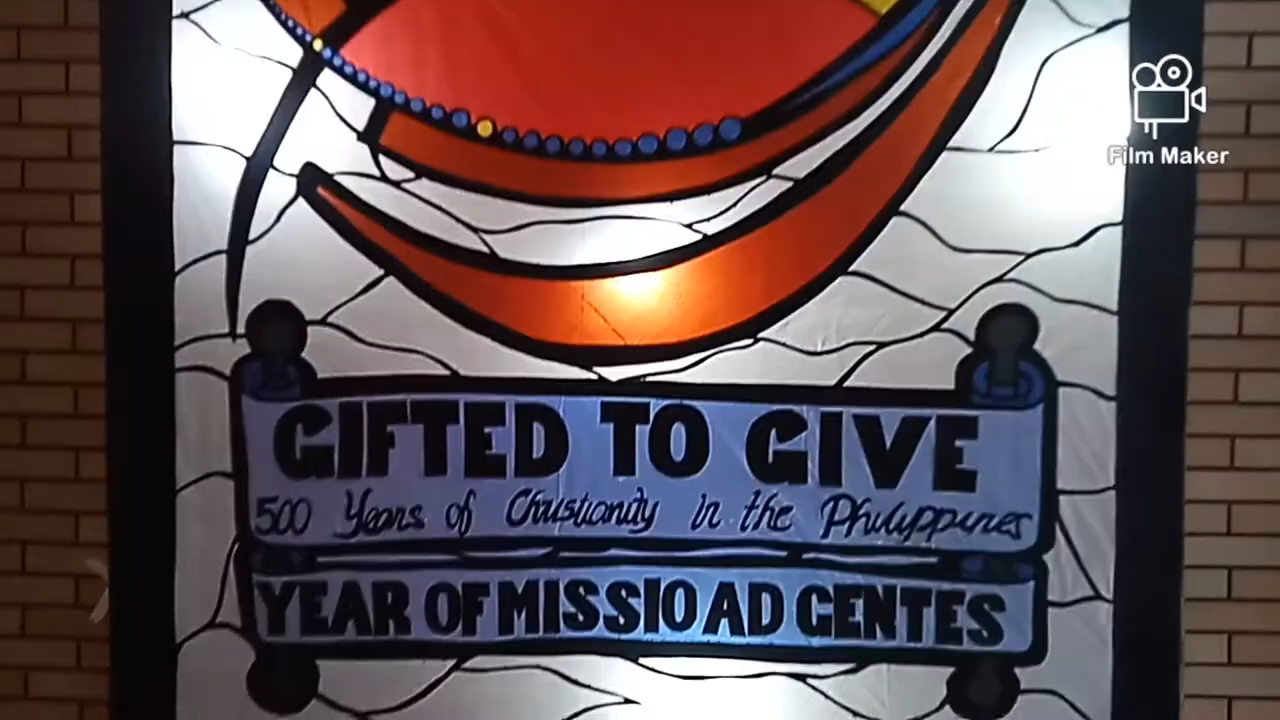 Film Maker
GIFTED TO GIVE
500 Years of Christianity in the Philippines
YEAR OF MISSIO AD GENTES